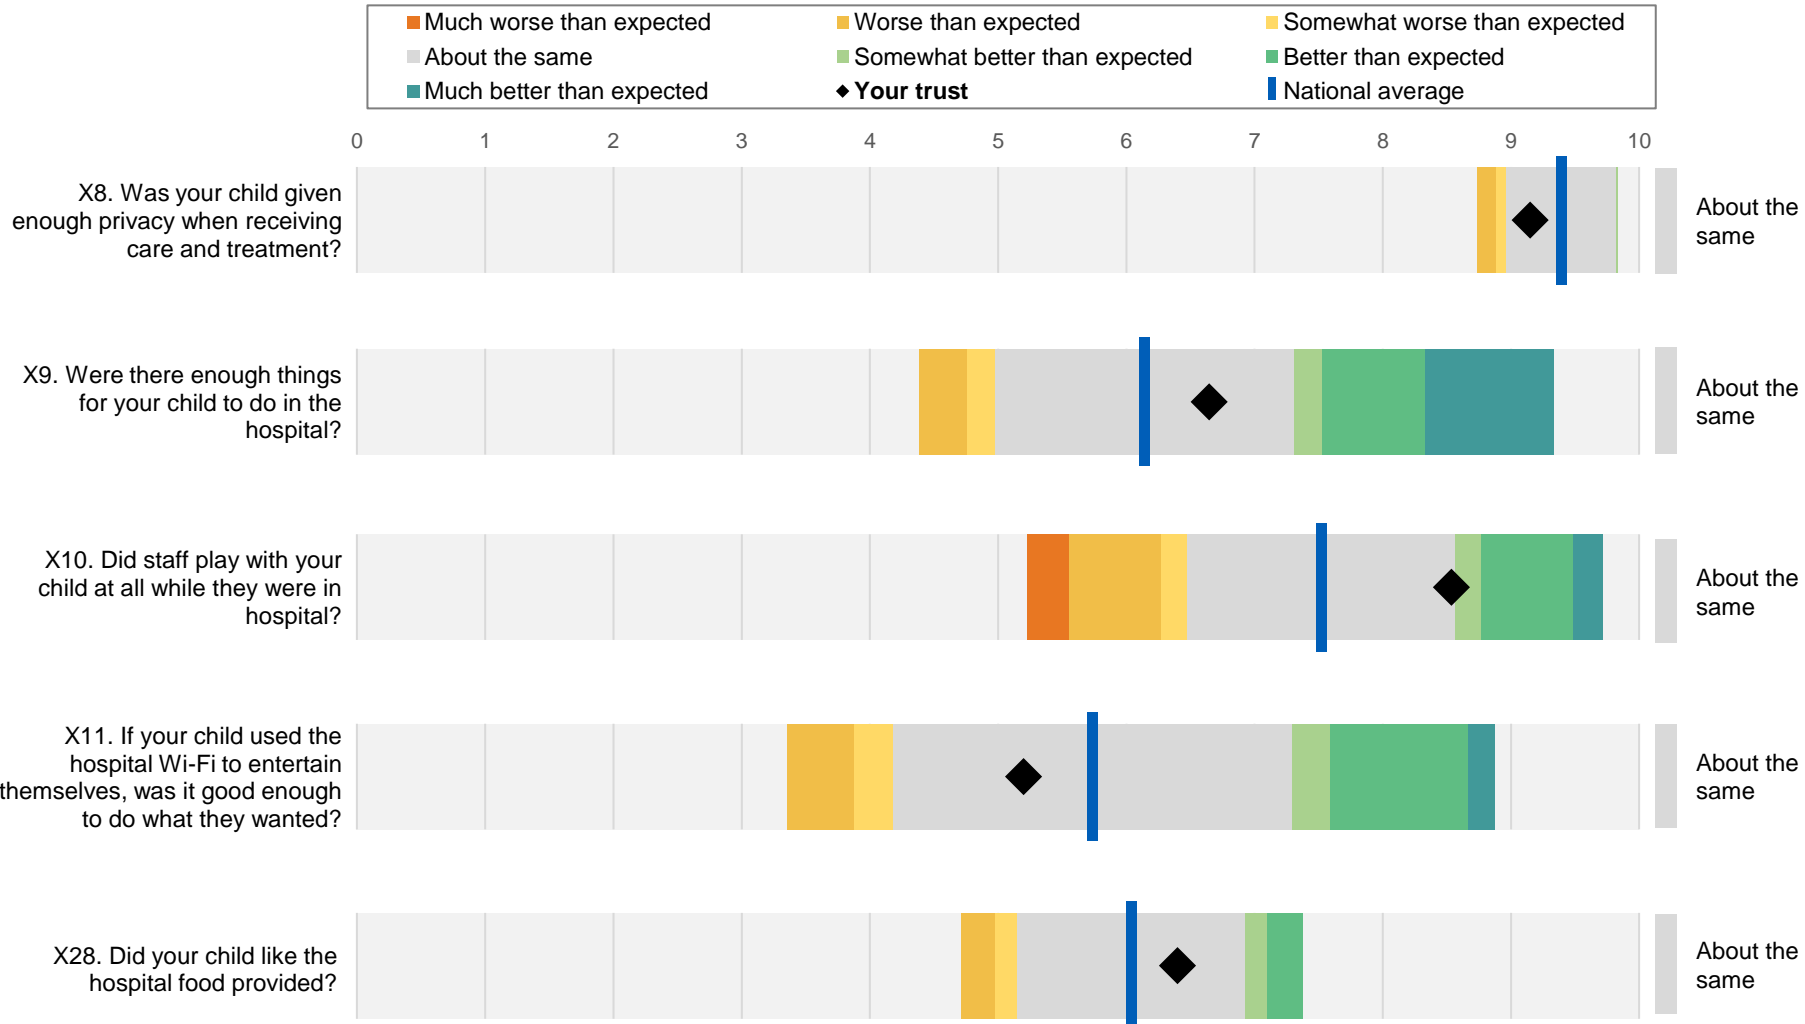 Much worse than expected
Worse than expected
Somewhat worse than expected
About the same
Somewhat better than expected
Better than expected
Much better than expected
Your trust
National average
0 1 2 3 4 5 6 7 8 9 10
X8. Was your child given
enough privacy when receiving
care and treatment?
About the
same
X9. Were there enough things
for your child to do in the
hospital?
About the
same
X10. Did staff play with your
child at all while they were in
hospital?
About the
same
X11. If your child used the
hospital Wi-Fi to entertain
themselves, was it good enough
to do what they wanted?
About the
same
X28. Did your child like the
hospital food provided?
About the
same